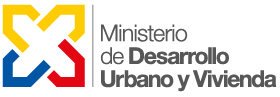 Ministerio
de Desarrollo
Urbano y Vivienda